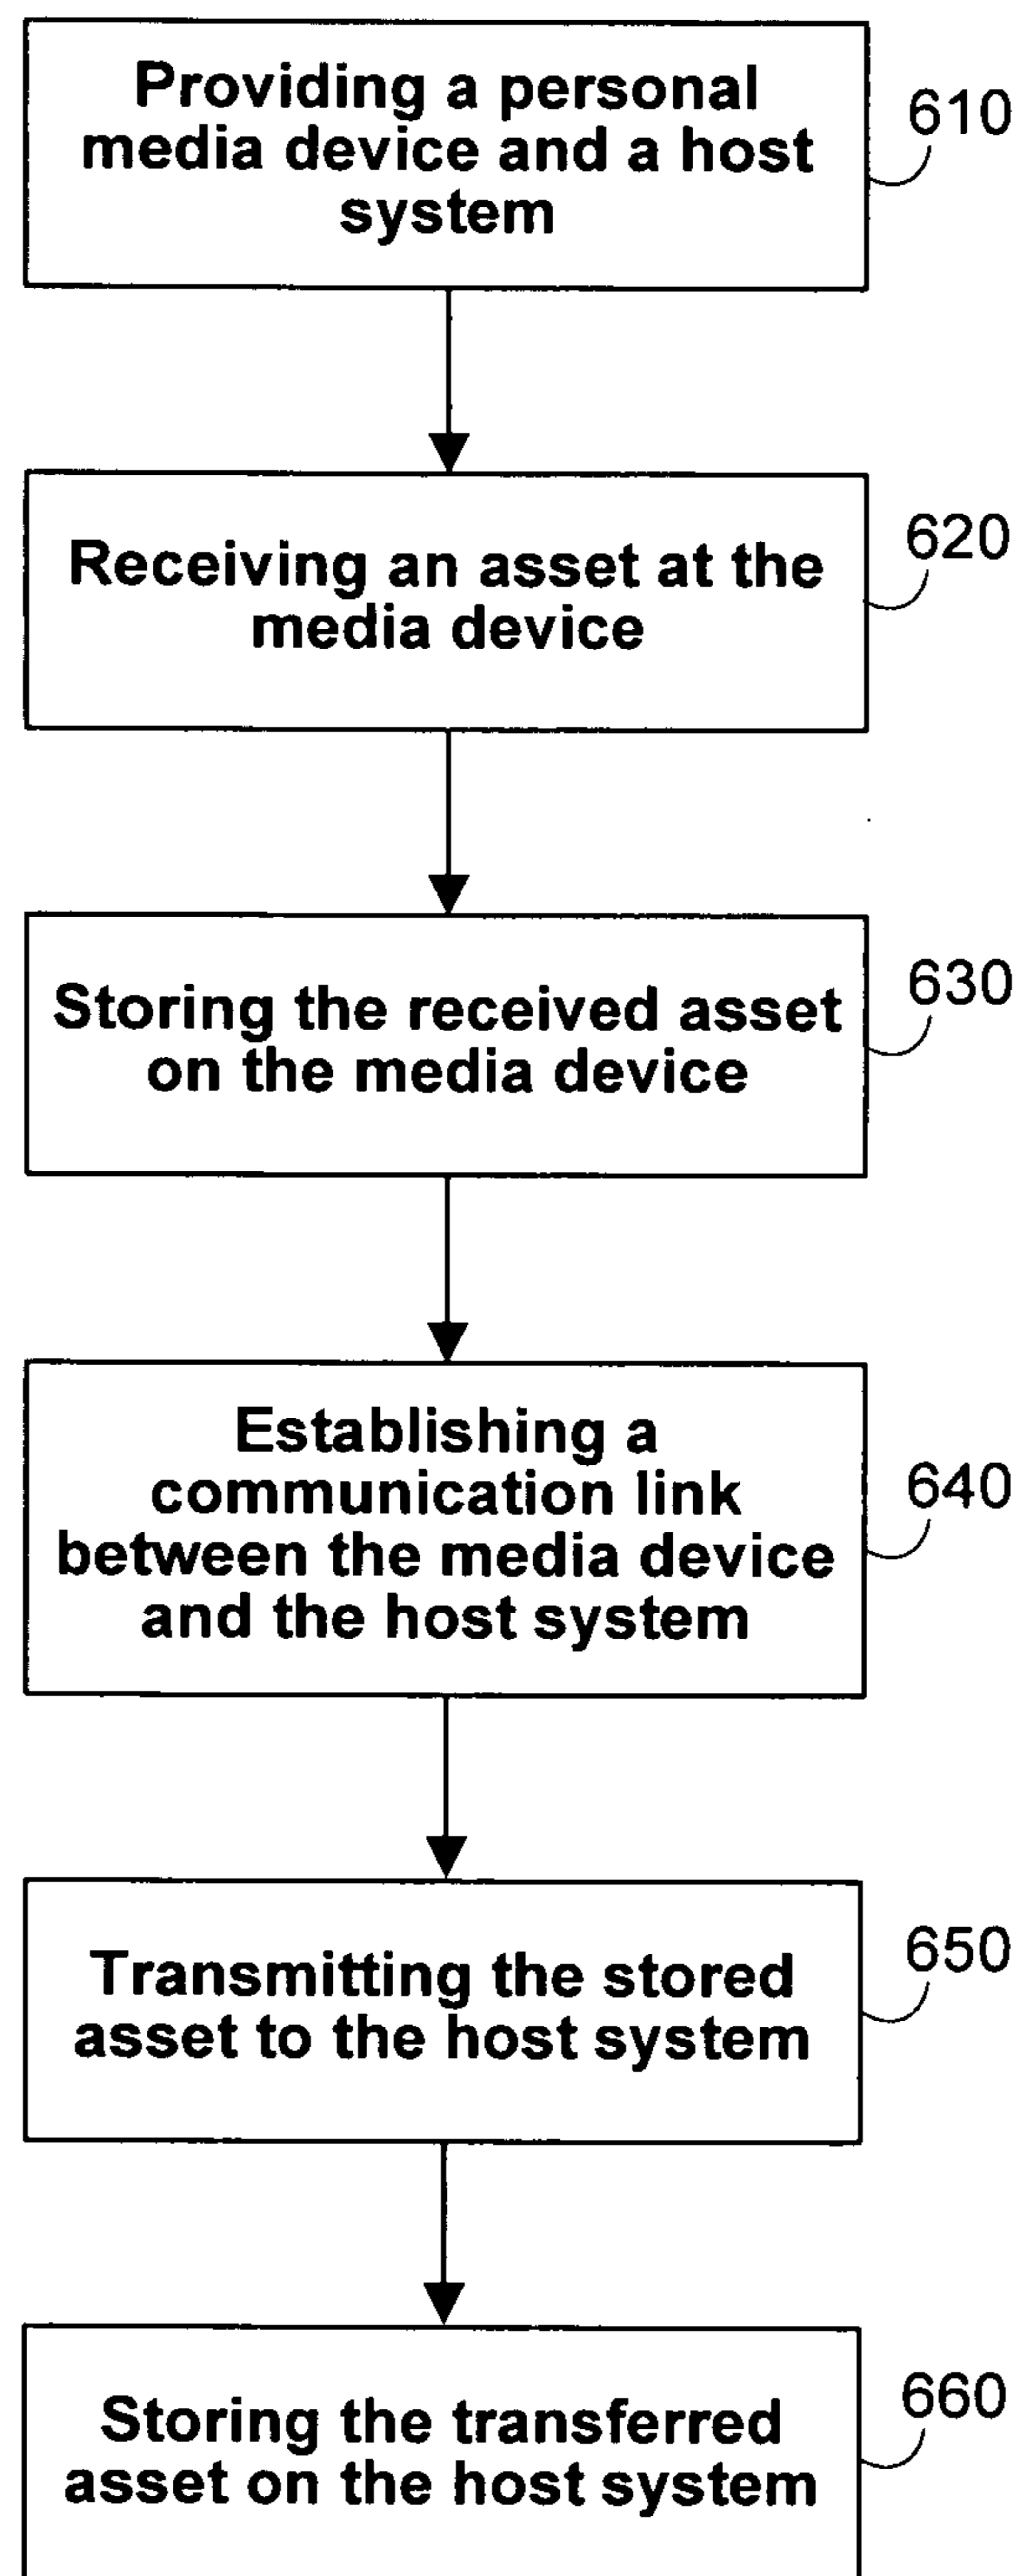 Providing a personal
media device and a host
system
610
Receiving an asset at the
media device
620
Storing the received asset
on the media device
630
Establishing a
communication link
between the media device
and the host system
640
Transmitting the stored
asset to the host system
650
Storing the transferred
asset on the host system
660